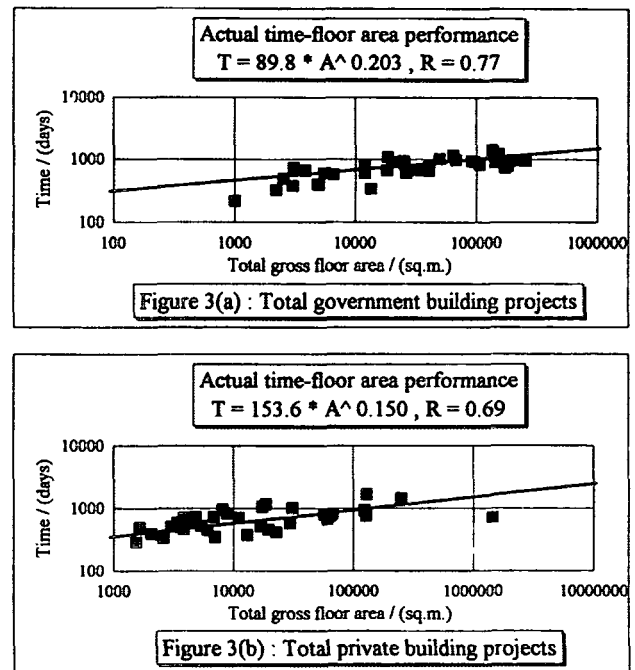 Actual time-floor area performance
T = 89.8 * A^ 0.203 , R = 0.77
10000
1000
100
Time / (days)
100 1000 10000 100000 1000000
Total gross floor area / (sq.m.)
Figure 3(a) : Total government building projects
Actual time-floor area performance
T = 153.6 * A^ 0.150 , R = 0.69
10000
1000
100
Time / (days)
1000 10000 100000 1000000 10000000
Total gross floor area / (sq.m.)
Figure 3(b) : Total private building projects